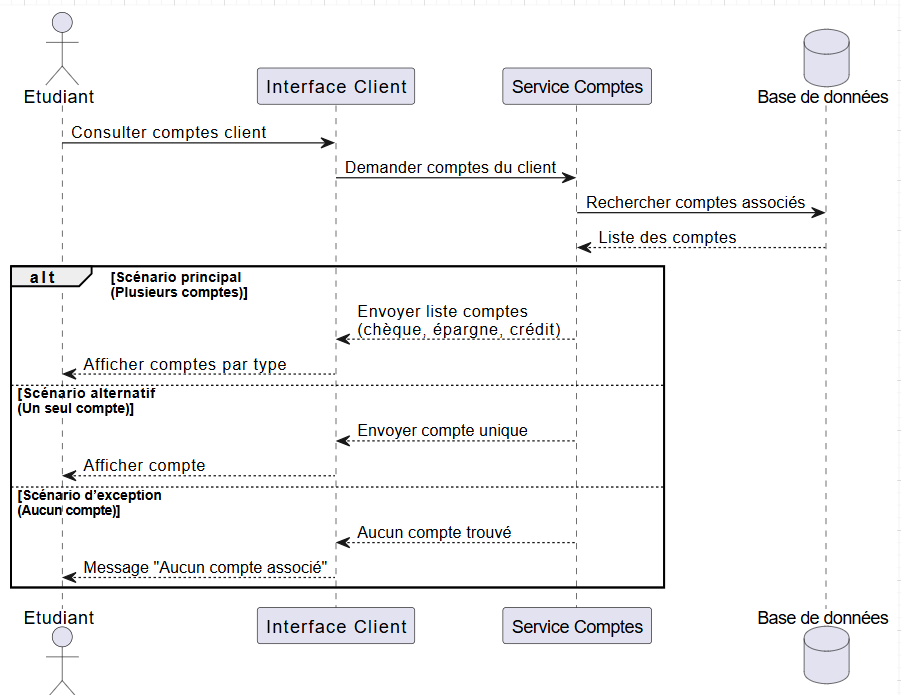 Etudiant
Interface Client
Service Comptes
Base de données
Consulter comptes client
Demander comptes du client
Rechercher comptes associés
Liste des comptes
alt
[Scénario principal
(Plusieurs comptes)]
Envoyer liste comptes
(chèque, épargne, crédit)
Afficher comptes par type
[Scénario alternatif
(Un seul compte)]
Envoyer compte unique
Afficher compte
[Scénario d’exception
(Aucun compte)]
Aucun compte trouvé
Message "Aucun compte associé"
Etudiant
Interface Client
Service Comptes
Base de données